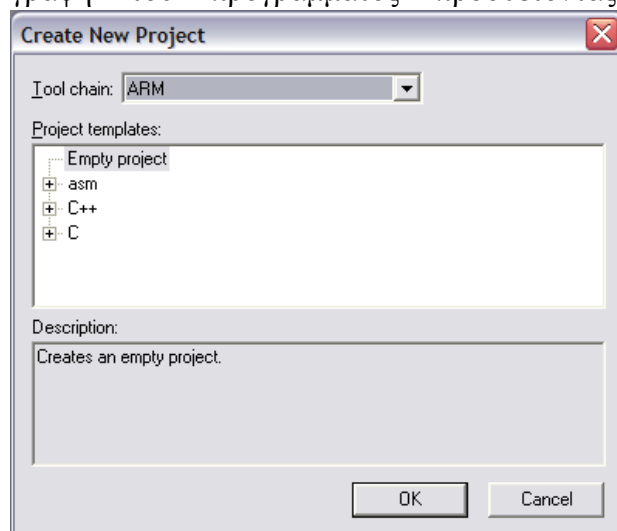 Create New Project
Tool chain: ARM
Project templates:
Empty project
asm
C++
C
Description:
Creates an empty project.
OK Cancel